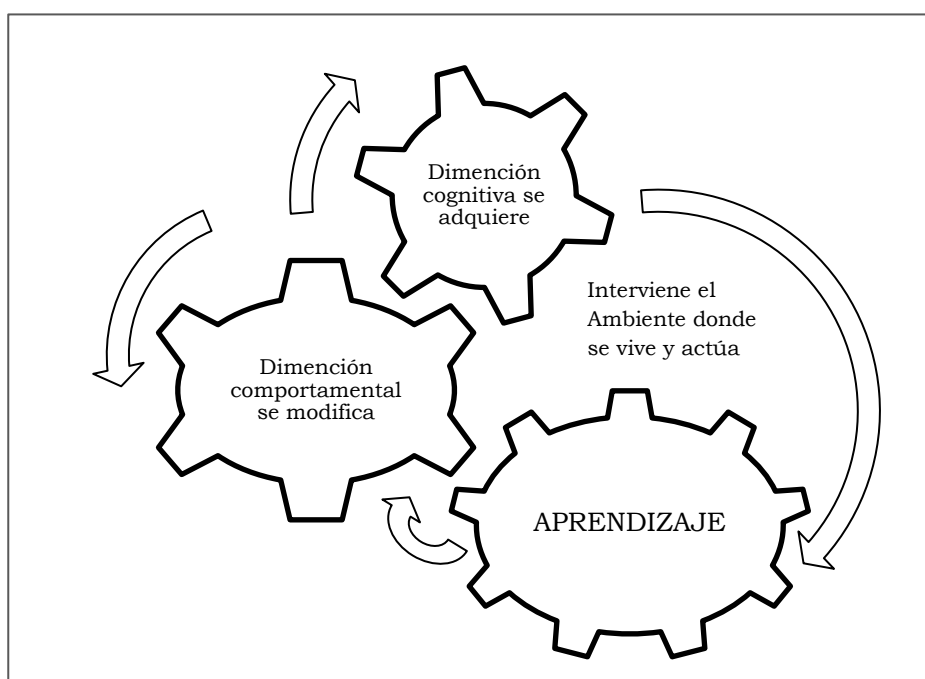 Dimención
cognitiva se
adquiere
Interviene el
Ambiente donde
se vive y actúa
Dimención
comportamental
se modifica
APRENDIZAJE